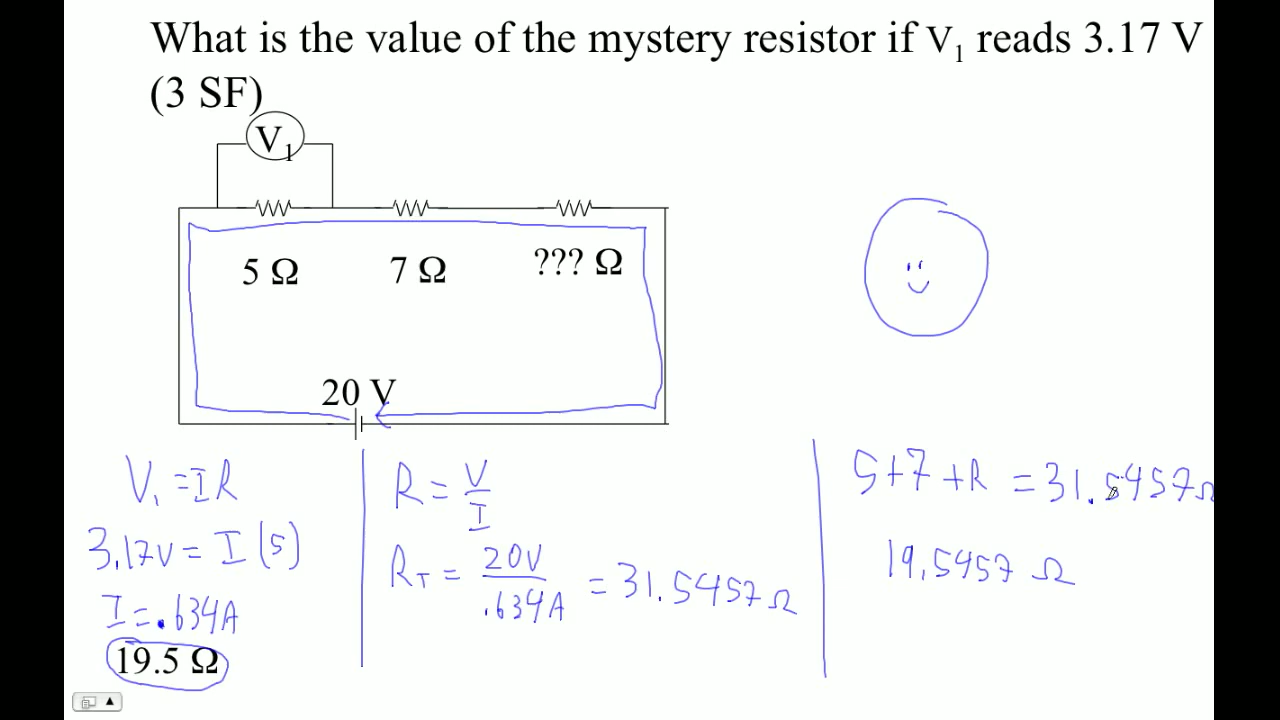 What is the value of the mystery resistor if V₁ reads 3.17 V
(3 SF)
V₁
5 Ω
7 Ω
??? Ω
20 V
V₁ = IR
3.17V = I (5)
I = .634A
19.5 Ω
R = V/I
R_T = 20V/.634A = 31.5457 Ω
5+7+R = 31.5457 Ω
19.5457 Ω